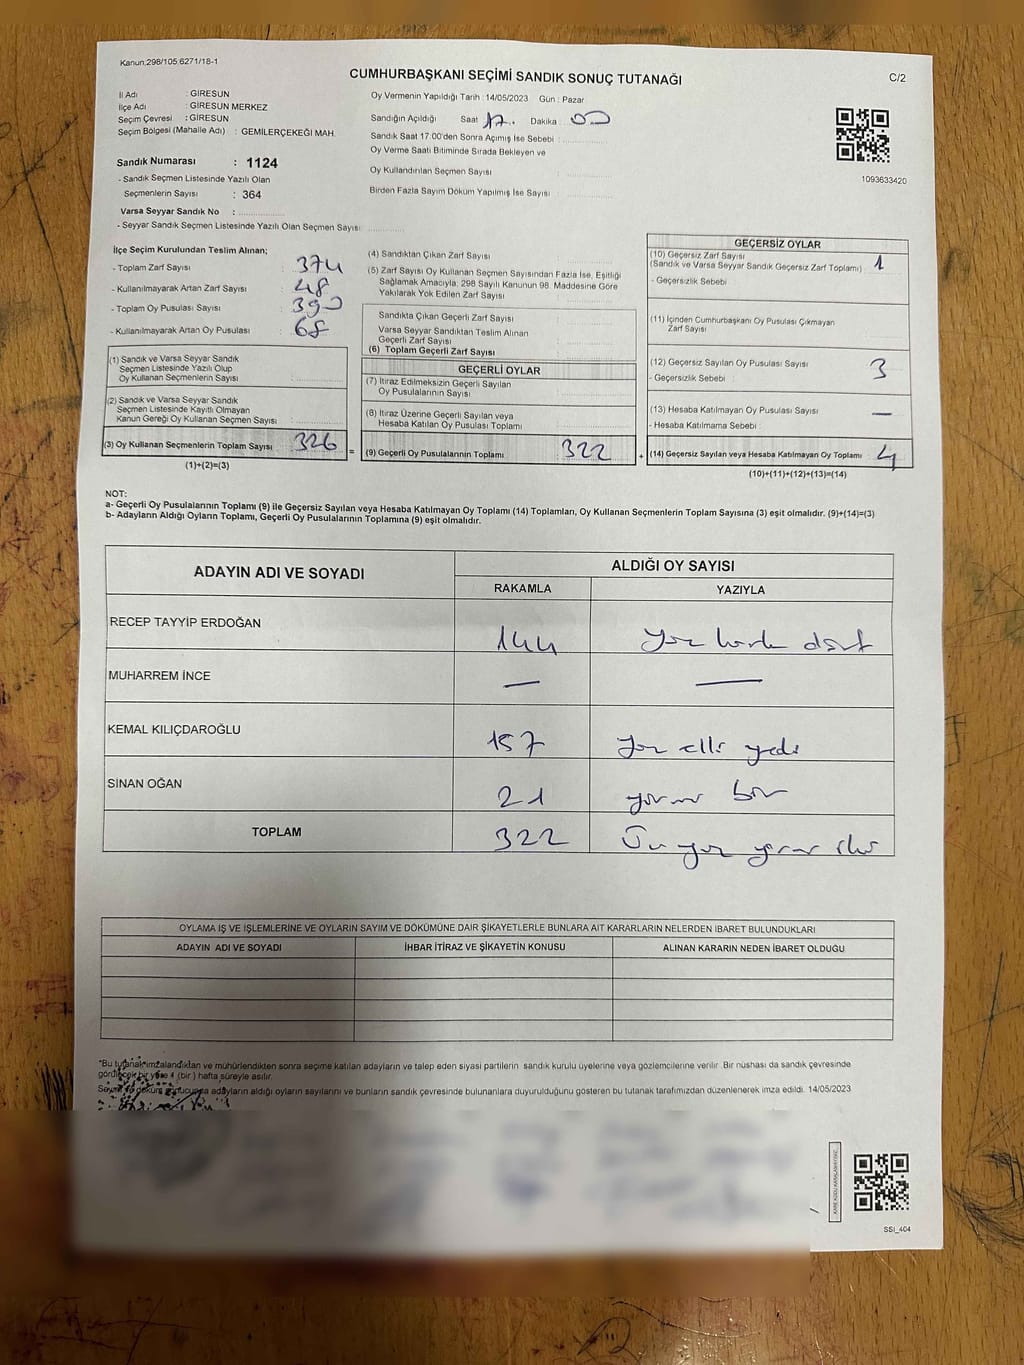 Kanun:298/105;6271/18-1
CUMHURBAŞKANI SEÇİMİ SANDIK SONUÇ TUTANAĞI
C/2
İl Adı : GİRESUN
İlçe Adı : GİRESUN MERKEZ
Seçim Çevresi : GİRESUN
Seçim Bölgesi (Mahalle Adı) : GEMİLERÇEKEĞİ MAH.
Sandık Numarası : 1124
- Sandık Seçmen Listesinde Yazılı Olan
Seçmenlerin Sayısı : 364
Varsa Seyyar Sandık No :
- Seyyar Sandık Seçmen Listesinde Yazılı Olan Seçmen Sayısı
Oy Vermenin Yapıldığı Tarih : 14/05/2023 Gün : Pazar
Sandığın Açıldığı Saat 17 Dakika : 00
Sandık Saat 17:00'den Sonra Açımış İse Sebebi :
Oy Verme Saati Bitiminde Sırada Bekleyen ve
Oy Kullandırılan Seçmen Sayısı
Birden Fazla Sayım Döküm Yapılmış İse Sayısı
1093633420
İlçe Seçim Kurulundan Teslim Alınan;
- Toplam Zarf Sayısı : 374
- Kullanılmayarak Artan Zarf Sayısı : 48
- Toplam Oy Pusulası Sayısı : 390
- Kullanılmayarak Artan Oy Pusulası : 68
(1) Sandık ve Varsa Seyyar Sandık
Seçmen Listesinde Yazılı Olup
Oy Kullanan Seçmenlerin Sayısı
(2) Sandık ve Varsa Seyyar Sandık
Seçmen Listesinde Kayıtlı Olmayan
Kanun Gereği Oy Kullanan Seçmen Sayısı
(3) Oy Kullanan Seçmenlerin Toplam Sayısı : 326
(1)+(2)=(3)
=
(4) Sandıktan Çıkan Zarf Sayısı
(5) Zarf Sayısı Oy Kullanan Seçmen Sayısından Fazla İse, Eşitliği
Sağlamak Amacıyla; 298 Sayılı Kanunun 98. Maddesine Göre
Yakılarak Yok Edilen Zarf Sayısı
Sandıkta Çıkan Geçerli Zarf Sayısı
Varsa Seyyar Sandıktan Teslim Alınan
Geçerli Zarf Sayısı
(6) Toplam Geçerli Zarf Sayısı
GEÇERLİ OYLAR
(7) İtiraz Edilmeksizin Geçerli Sayılan
Oy Pusulalarının Sayısı
(8) İtiraz Üzerine Geçerli Sayılan veya
Hesaba Katılan Oy Pusulası Toplamı
(9) Geçerli Oy Pusulalarının Toplamı : 322
+
GEÇERSİZ OYLAR
(10) Geçersiz Zarf Sayısı
(Sandık ve Varsa Seyyar Sandık Geçersiz Zarf Toplamı) : 1
- Geçersizlik Sebebi
(11) İçinden Cumhurbaşkanı Oy Pusulası Çıkmayan
Zarf Sayısı
(12) Geçersiz Sayılan Oy Pusulası Sayısı 3
- Geçersizlik Sebebi
(13) Hesaba Katılmayan Oy Pusulası Sayısı —
- Hesaba Katılmama Sebebi
(14) Geçersiz Sayılan veya Hesaba Katılmayan Oy Toplamı : 4
(10)+(11)+(12)+(13)=(14)
NOT:
a- Geçerli Oy Pusulalarının Toplamı (9) ile Geçersiz Sayılan veya Hesaba Katılmayan Oy Toplamı (14) Toplamları, Oy Kullanan Seçmenlerin Toplam Sayısına (3) eşit olmalıdır. (9)+(14)=(3)
b- Adayların Aldığı Oyların Toplamı, Geçerli Oy Pusulalarının Toplamına (9) eşit olmalıdır.
ADAYIN ADI VE SOYADI
ALDIĞI OY SAYISI
RAKAMLA YAZIYLA
RECEP TAYYİP ERDOĞAN 144 Yüz kırk dört
MUHARREM İNCE — —
KEMAL KILIÇDAROĞLU 157 Yüz elli yedi
SİNAN OĞAN 21 yirmi bir
TOPLAM 322 Üç yüz yirmi iki
OYLAMA İŞ VE İŞLEMLERİNE VE OYLARIN SAYIM VE DÖKÜMÜNE DAİR ŞİKAYETLERLE BUNLARA AİT KARARLARIN NELERDEN İBARET BULUNDUKLARI
ADAYIN ADI VE SOYADI İHBAR İTİRAZ VE ŞİKAYETİN KONUSU ALINAN KARARIN NEDEN İBARET OLDUĞU
*Bu tutanak imzalandıktan ve mühürlendikten sonra seçime katılan adayların ve talep eden siyasi partilerin sandık kurulu üyelerine veya gözlemcilerine verilir. Bir nüshası da sandık çevresinde
görülecek bir yere 1 (bir) hafta süreyle asılır.
adayların aldığı oyların sayılarını ve bunların sandık çevresinde bulunanlara duyurulduğunu gösteren bu tutanak tarafımızdan düzenlenerek imza edildi. 14/05/2023
SSI_404